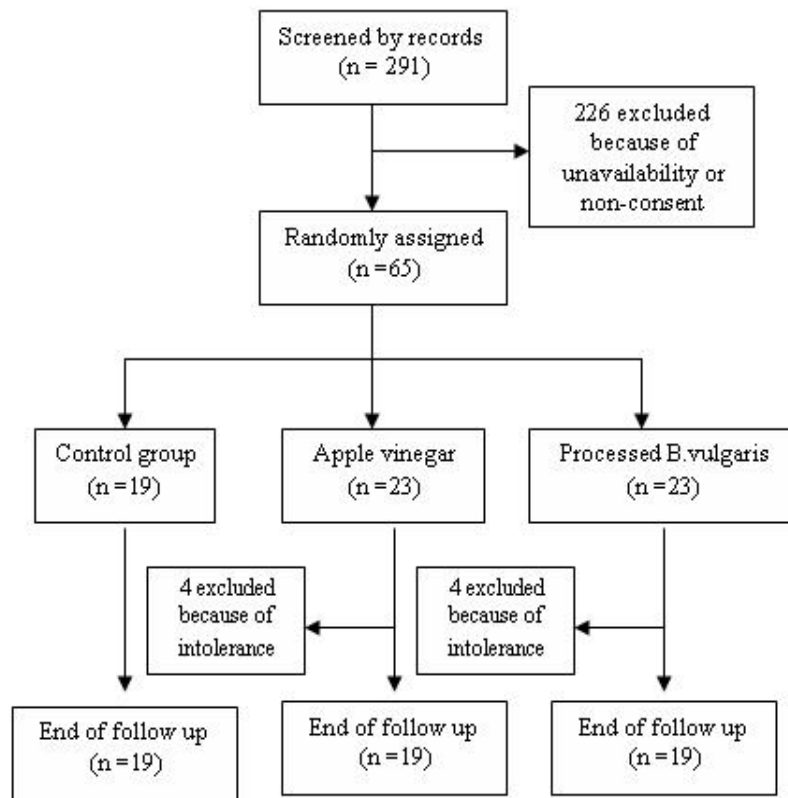 Screened by records
(n = 291)
226 excluded
because of
unavailability or
non-consent
Randomly assigned
(n =65)
Control group
(n =19)
Apple vinegar
(n =23)
Processed B.vulgaris
(n =23)
4 excluded
because of
intolerance
4 excluded
because of
intolerance
End of follow up
(n =19)
End of follow up
(n =19)
End of follow up
(n =19)